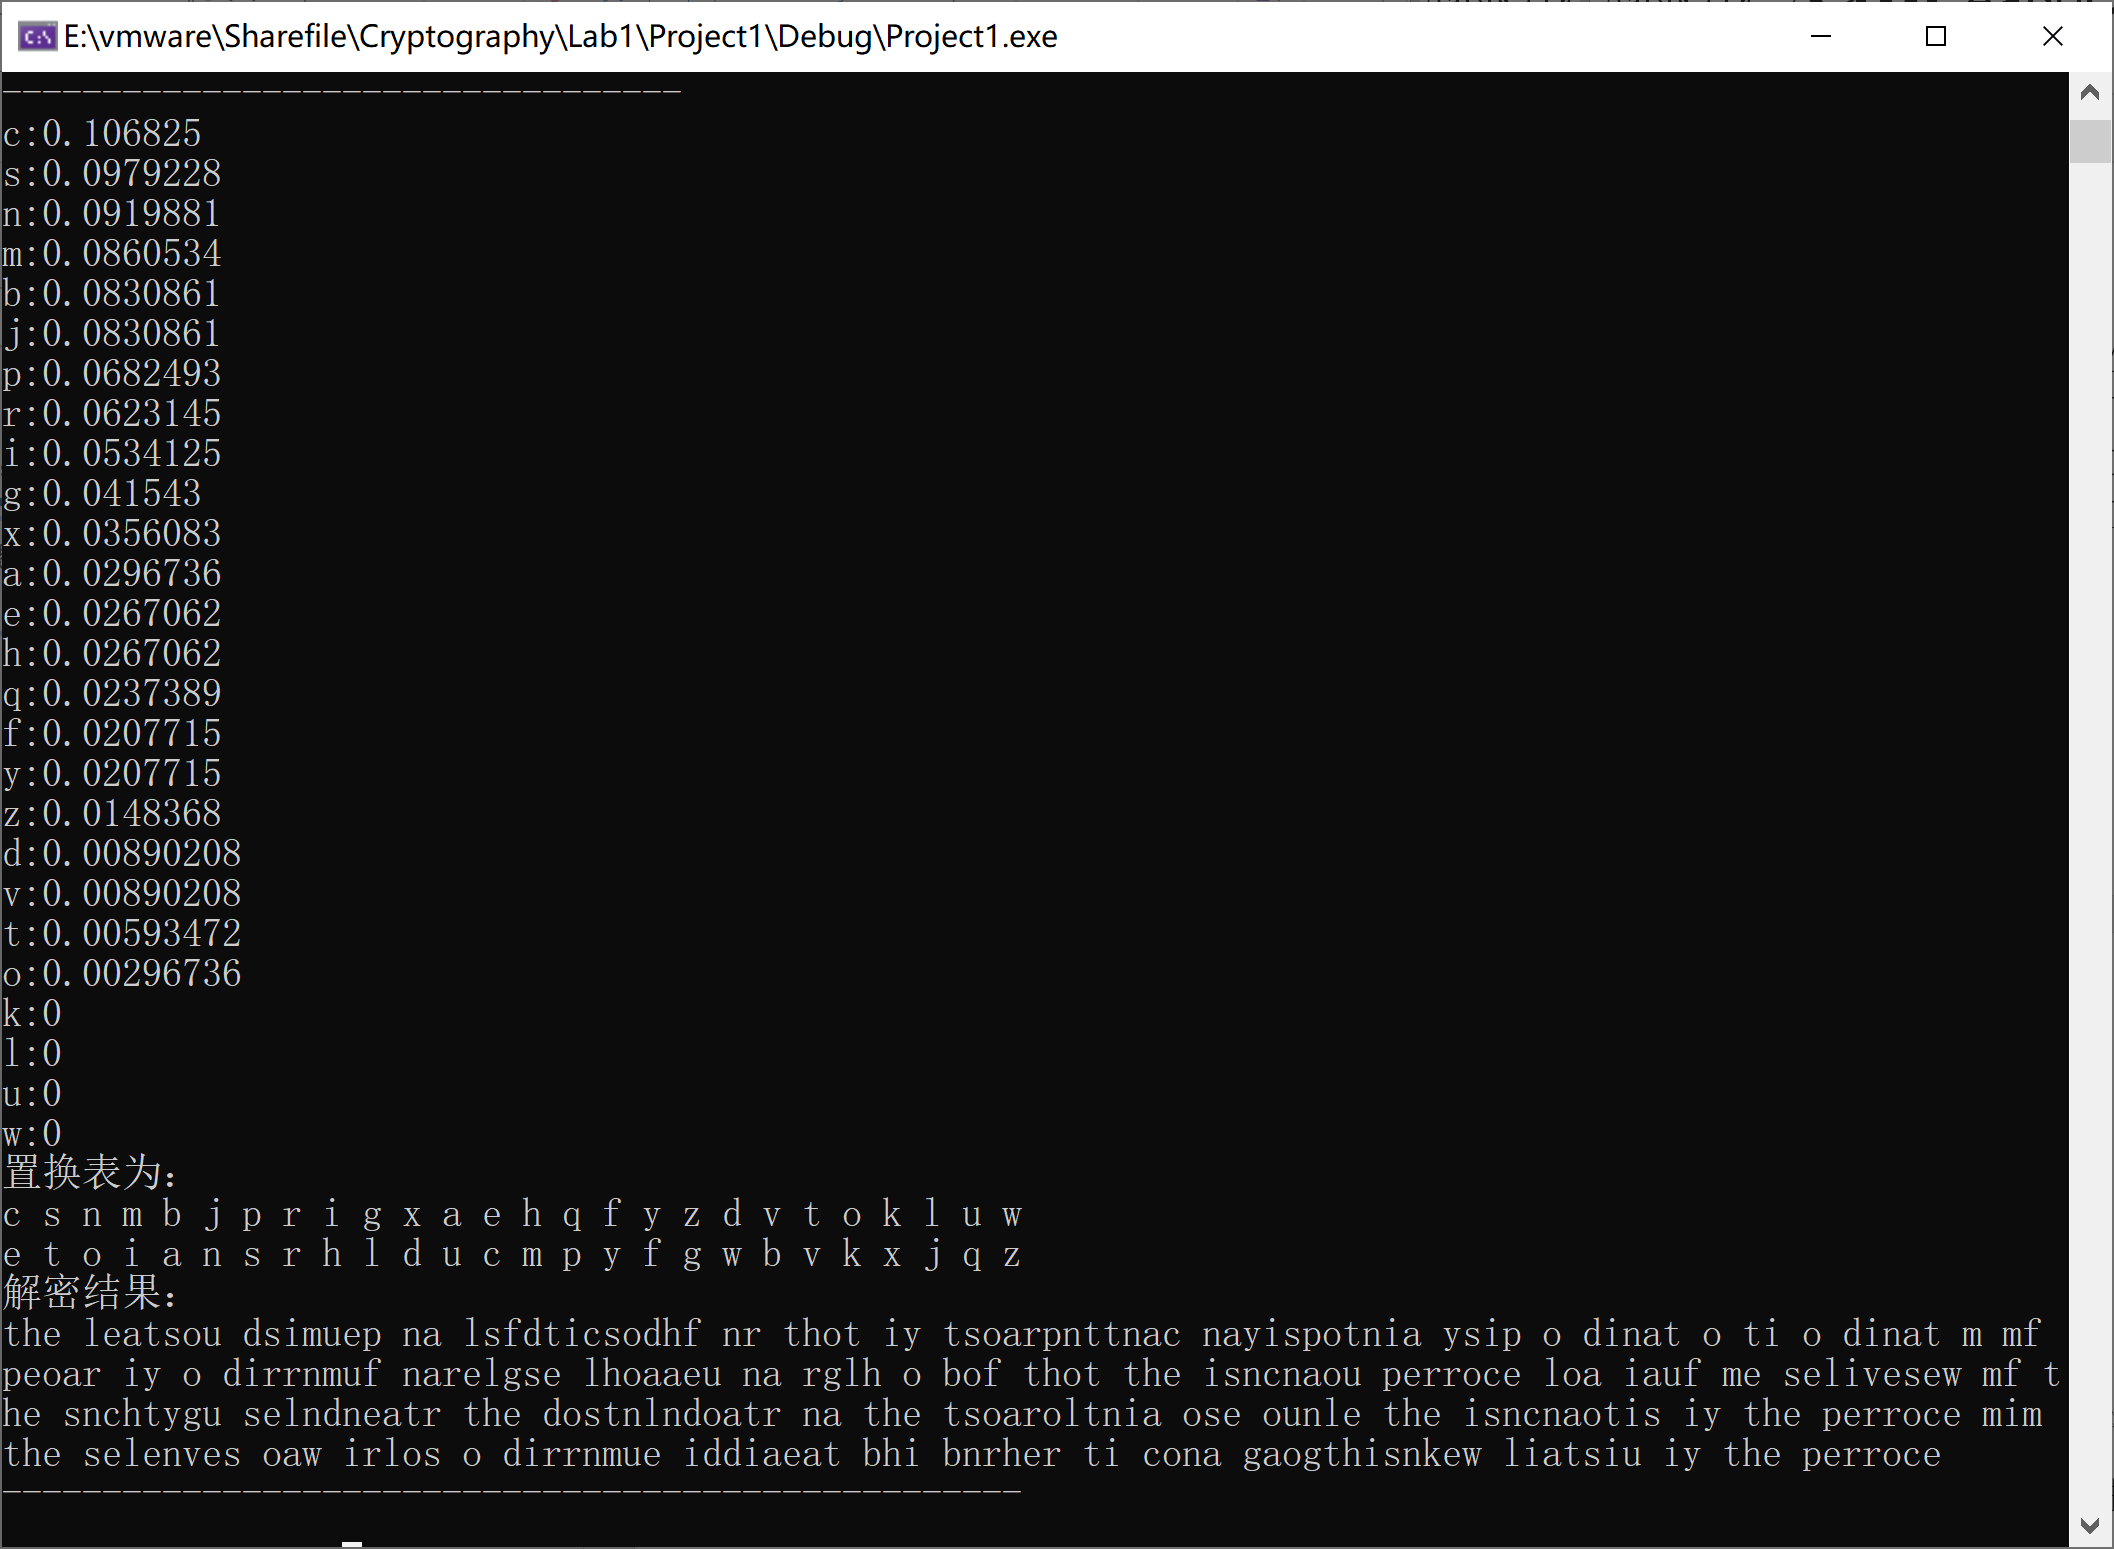 E:\vmware\Sharefile\Cryptography\Lab1\Project1\Debug\Project1.exe
----------------------------------
c:0.106825
s:0.0979228
n:0.0919881
m:0.0860534
b:0.0830861
j:0.0830861
p:0.0682493
r:0.0623145
i:0.0534125
g:0.041543
x:0.0356083
a:0.0296736
e:0.0267062
h:0.0267062
q:0.0237389
f:0.0207715
y:0.0207715
z:0.0148368
d:0.00890208
v:0.00890208
t:0.00593472
o:0.00296736
k:0
l:0
u:0
w:0
置换表为：
c s n m b j p r i g x a e h q f y z d v t o k l u w
e t o i a n s r h l d u c m p y f g w b v k x j q z
解密结果：
the leatsou dsimuep na lsfdticsodhf nr thot iy tsoarpnttnac nayispotnia ysip o dinat o ti o dinat m mf
peoar iy o dirrnmuf narelgse lhoaaeu na rglh o bof thot the isncnaou perroce loa iauf me selivesew mf t
he snchtygu selndneatr the dostnlndoatr na the tsoaroltnia ose ounle the isncnaotis iy the perroce mim
the selenves oaw irlos o dirrnmue iddiaeat bhi bnrher ti cona gaogthisnkew liatsiu iy the perroce
---------------------------------------------------